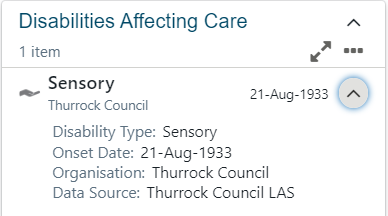 Disabilities Affecting Care
1 item
Sensory
Thurrock Council
21-Aug-1933
Disability Type: Sensory
Onset Date: 21-Aug-1933
Organisation: Thurrock Council
Data Source: Thurrock Council LAS